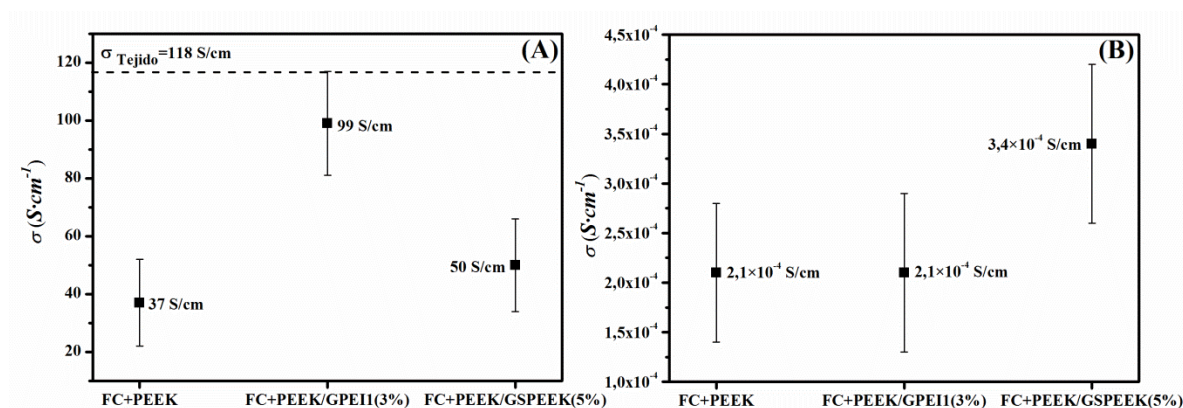 (A)
σ Tejido=118 S/cm
σ (S·cm⁻¹)
120
100
80
60
40
20
99 S/cm
50 S/cm
37 S/cm
FC+PEEK FC+PEEK/GPEI1(3%) FC+PEEK/GSPEEK(5%)
(B)
σ (S·cm⁻¹)
4,5x10⁻⁴
4,0x10⁻⁴
3,5x10⁻⁴
3,0x10⁻⁴
2,5x10⁻⁴
2,0x10⁻⁴
1,5x10⁻⁴
1,0x10⁻⁴
3,4×10⁻⁴ S/cm
2,1×10⁻⁴ S/cm
2,1×10⁻⁴ S/cm
FC+PEEK FC+PEEK/GPEI1(3%) FC+PEEK/GSPEEK(5%)